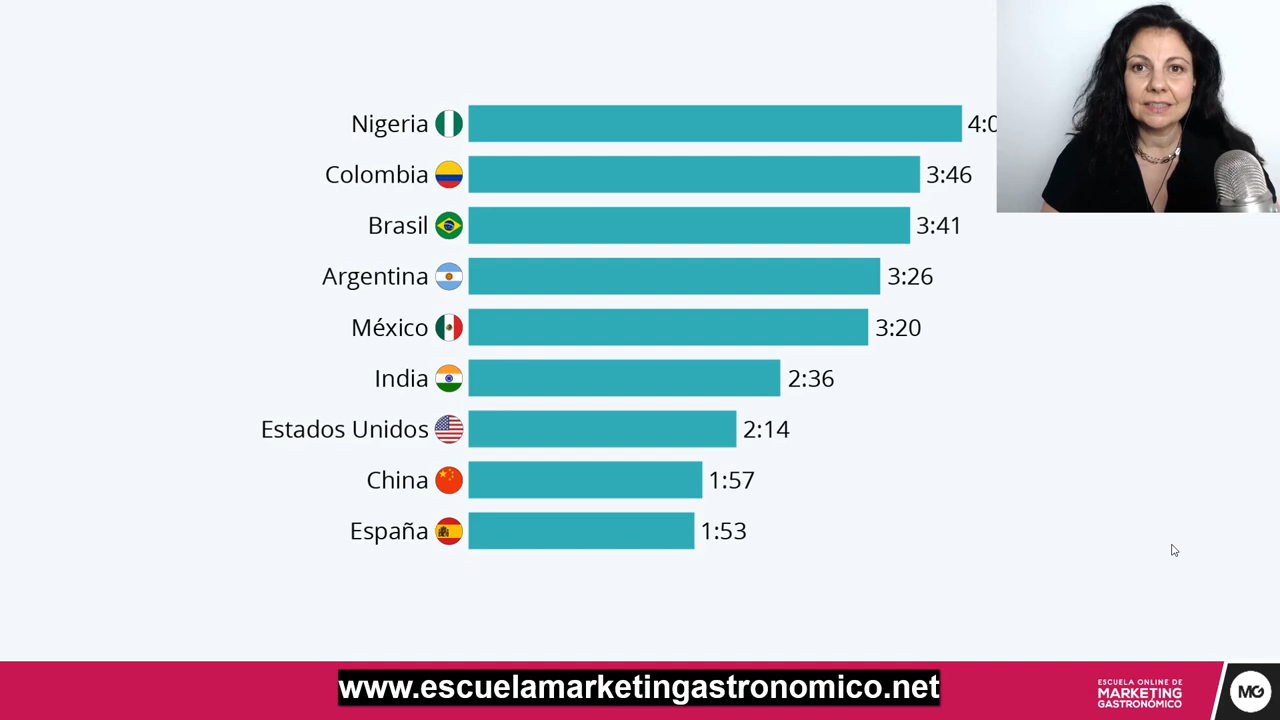 Nigeria
Colombia 3:46
Brasil 3:41
Argentina 3:26
México 3:20
India 2:36
Estados Unidos 2:14
China 1:57
España 1:53
www.escuelamarketingastronomico.net
ESCUELA ONLINE DE
MARKETING
GASTRONÓMICO
MG